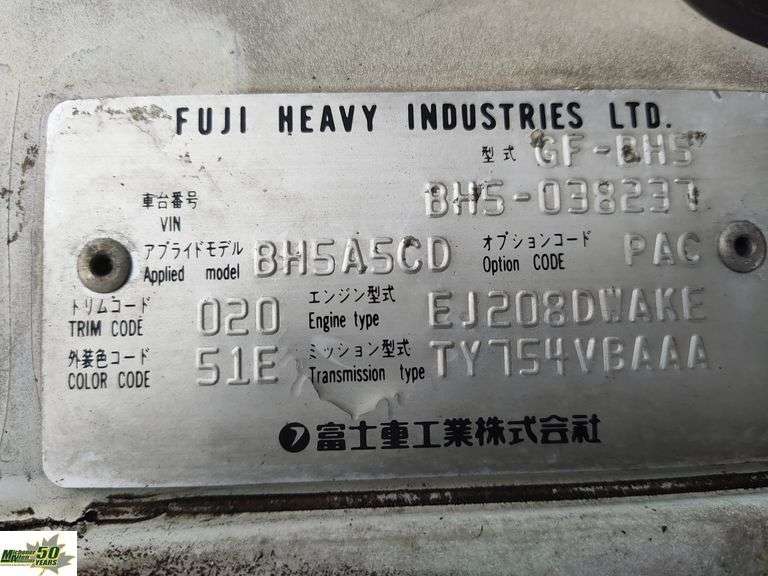 FUJI HEAVY INDUSTRIES LTD.
型式 GF-BH5
車台番号 VIN BH5-038237
アプライドモデル Applied model BH5A5CD オプションコード Option CODE PAC
トリムコード TRIM CODE 020 エンジン型式 Engine type EJ208DWAKE
外装色コード COLOR CODE 51E ミッション型式 Transmission type TY754VBAAA
富士重工業株式会社
50 YEARS